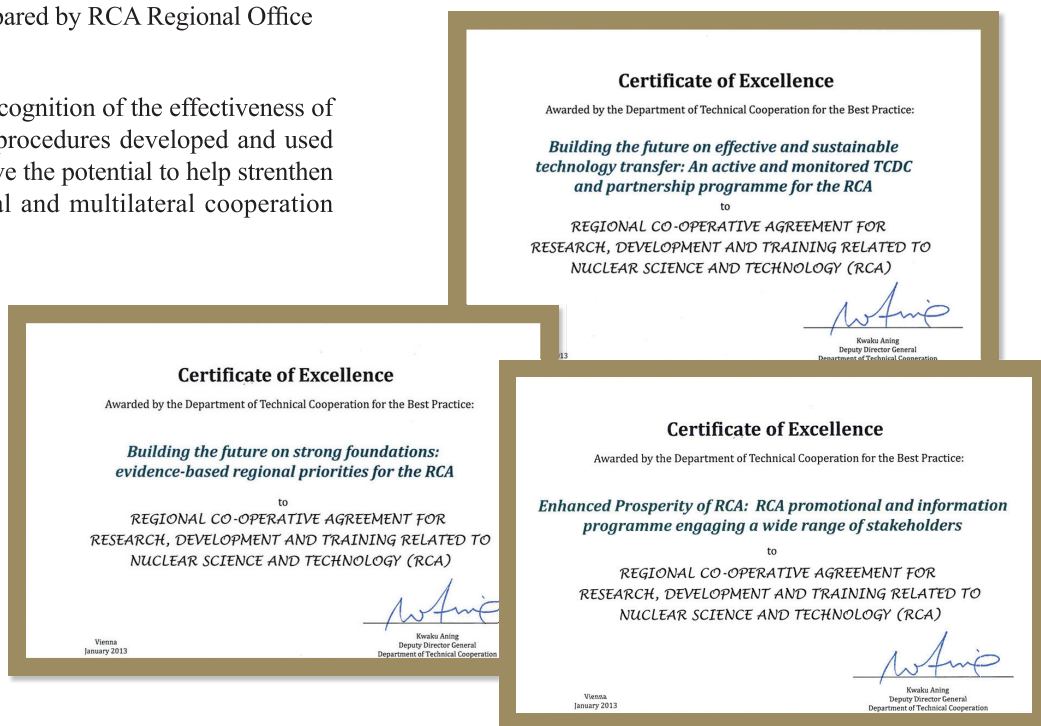 pared by RCA Regional Office
cognition of the effectiveness of
procedures developed and used
ve the potential to help strenthen
al and multilateral cooperation
Certificate of Excellence
Awarded by the Department of Technical Cooperation for the Best Practice:
Building the future on effective and sustainable
technology transfer: An active and monitored TCDC
and partnership programme for the RCA
to
REGIONAL CO-OPERATIVE AGREEMENT FOR
RESEARCH, DEVELOPMENT AND TRAINING RELATED TO
NUCLEAR SCIENCE AND TECHNOLOGY (RCA)
Kwaku Aning
Deputy Director General
Department of Technical Cooperation
13
Certificate of Excellence
Awarded by the Department of Technical Cooperation for the Best Practice:
Building the future on strong foundations:
evidence-based regional priorities for the RCA
to
REGIONAL CO-OPERATIVE AGREEMENT FOR
RESEARCH, DEVELOPMENT AND TRAINING RELATED TO
NUCLEAR SCIENCE AND TECHNOLOGY (RCA)
Kwaku Aning
Deputy Director General
Department of Technical Cooperation
Vienna
January 2013
Certificate of Excellence
Awarded by the Department of Technical Cooperation for the Best Practice:
Enhanced Prosperity of RCA: RCA promotional and information
programme engaging a wide range of stakeholders
to
REGIONAL CO-OPERATIVE AGREEMENT FOR
RESEARCH, DEVELOPMENT AND TRAINING RELATED TO
NUCLEAR SCIENCE AND TECHNOLOGY (RCA)
Kwaku Aning
Deputy Director General
Department of Technical Cooperation
Vienna
January 2013